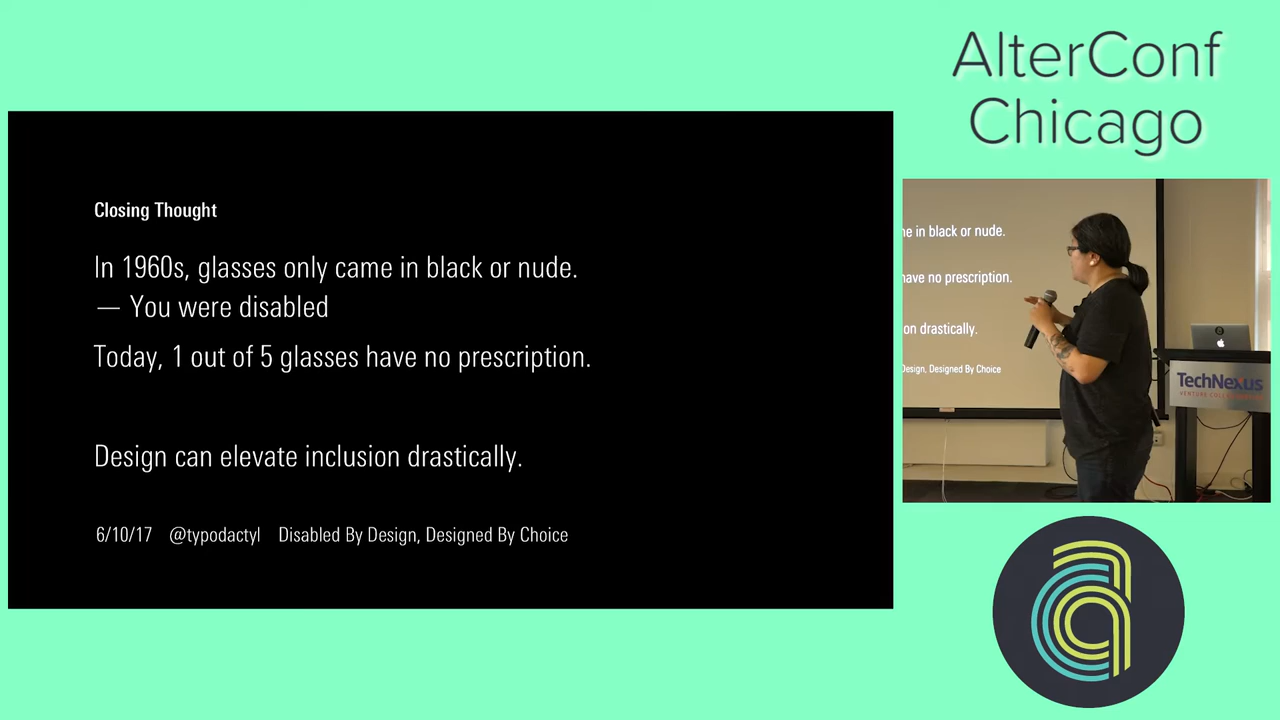 AlterConf
Chicago
Closing Thought
In 1960s, glasses only came in black or nude.
— You were disabled
Today, 1 out of 5 glasses have no prescription.
Design can elevate inclusion drastically.
6/10/17 @typodactyl Disabled By Design, Designed By Choice
me in black or nude.
have no prescription.
on drastically.
Design, Designed By Choice
TechNexus